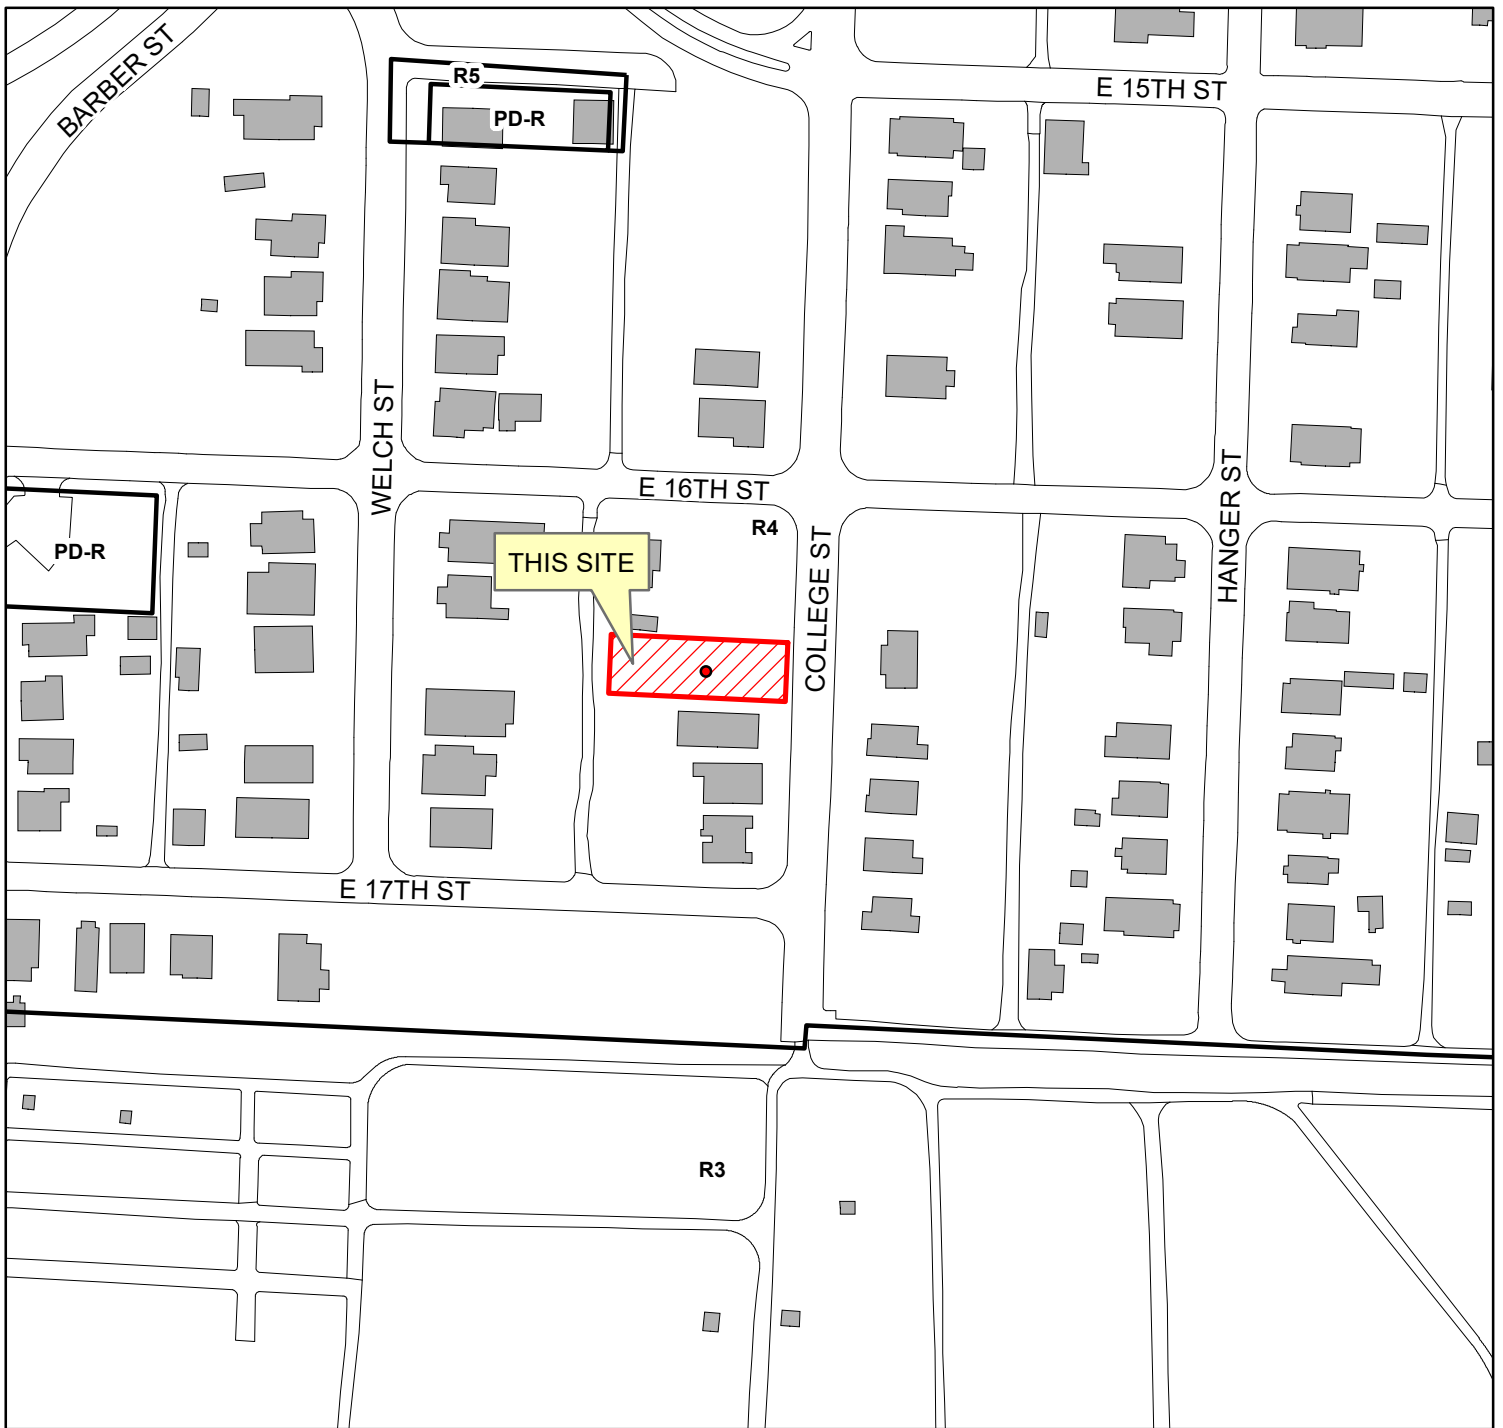 BARBER ST
R5
E 15TH ST
PD-R
WELCH ST
E 16TH ST
R4
HANGER ST
PD-R
THIS SITE
COLLEGE ST
E 17TH ST
R3